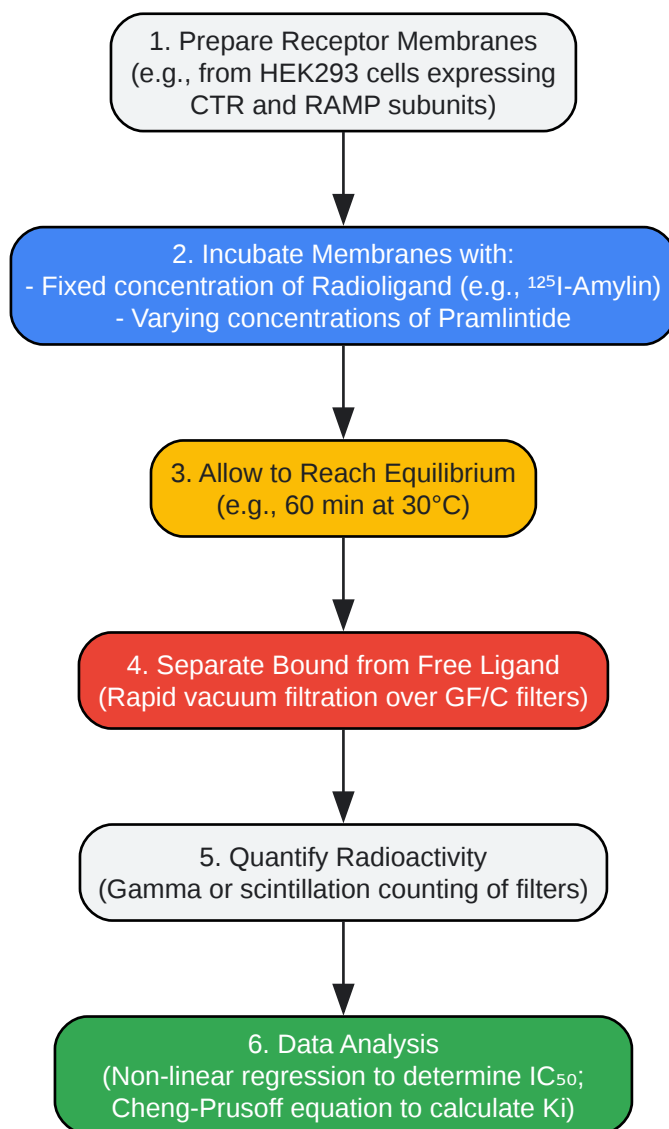 1. Prepare Receptor Membranes
(e.g., from HEK293 cells expressing
CTR and RAMP subunits)
2. Incubate Membranes with:
- Fixed concentration of Radioligand (e.g., ¹²⁵I-Amylin)
- Varying concentrations of Pramlintide
3. Allow to Reach Equilibrium
(e.g., 60 min at 30°C)
4. Separate Bound from Free Ligand
(Rapid vacuum filtration over GF/C filters)
5. Quantify Radioactivity
(Gamma or scintillation counting of filters)
6. Data Analysis
(Non-linear regression to determine IC₅₀;
Cheng-Prusoff equation to calculate Ki)